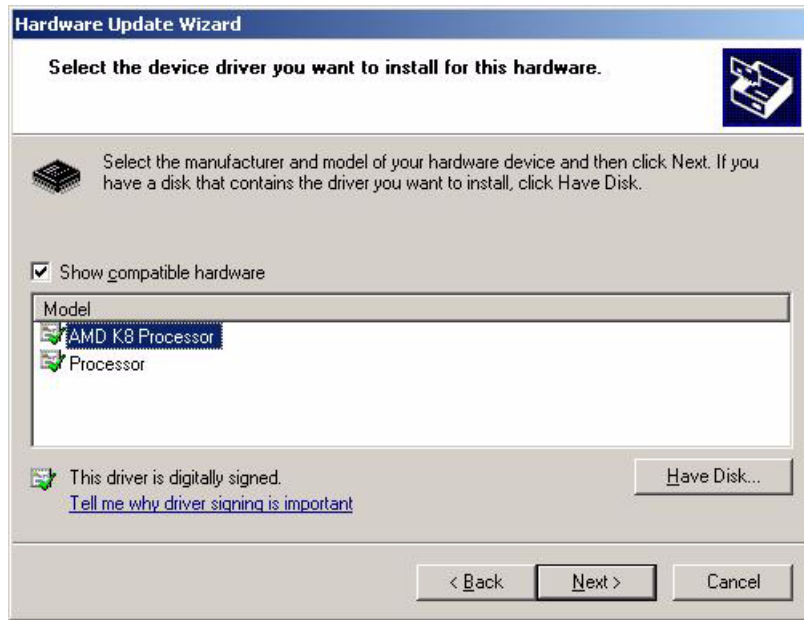 Hardware Update Wizard
Select the device driver you want to install for this hardware.
Select the manufacturer and model of your hardware device and then click Next. If you
have a disk that contains the driver you want to install, click Have Disk.
Show compatible hardware
Model
AMD K8 Processor
Processor
This driver is digitally signed.
Have Disk...
Tell me why driver signing is important
< Back
Next >
Cancel